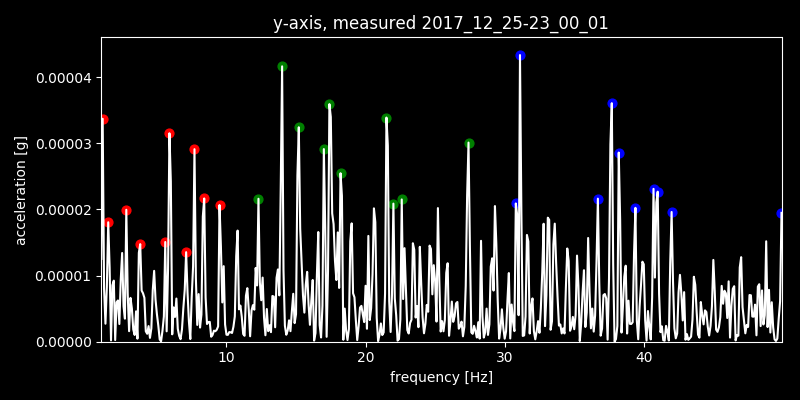 y-axis, measured 2017_12_25-23_00_01
0.00004
0.00003
0.00002
0.00001
0.00000
acceleration [g]
10 20 30 40
frequency [Hz]